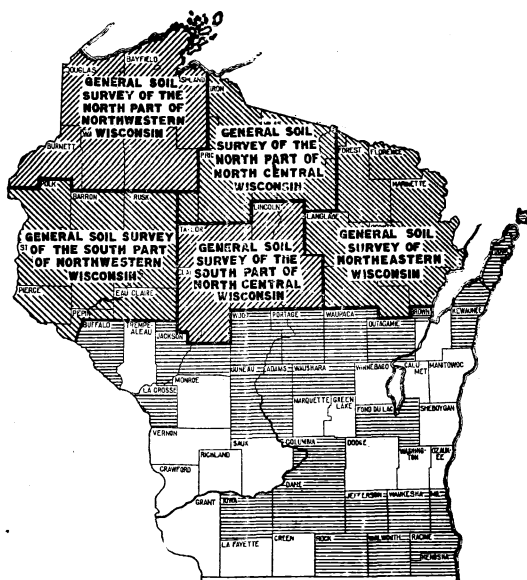 BAYFIELD
DOUGLAS
GENERAL SOIL
SURVEY OF THE
NORTH PART OF
NORTHWESTERN
WISCONSIN
BURNETT
GENERAL SOIL
SURVEY OF THE
NORTH PART OF
NORTH CENTRAL
WISCONSIN
FOREST
FLORENCE
MARINETTE
BARRON
RUSK
LINCOLN
LANGLADE
TAYLOR
GENERAL SOIL SURVEY
OF THE SOUTH PART
OF NORTHWESTERN
WISCONSIN
GENERAL SOIL
SURVEY OF THE
SOUTH PART OF
NORTH CENTRAL
WISCONSIN
GENERAL SOIL
SURVEY OF
NORTHEASTERN
WISCONSIN
PIERCE
PEPIN
EAU CLAIRE
BUFFALO
TREMPE-
ALEAU
JACKSON
WOOD
PORTAGE
WAUPACA
OUTAGAMIE
BROWN
KEWAUNEE
MONROE
JUNEAU
ADAMS
WAUSHARA
WINNEBAGO
CALU
MET
MANITOWOC
LA CROSSE
MARQUETTE
GREEN
LAKE
FOND DU LAC
SHEBOYGAN
VERNON
SAUK
COLUMBIA
DODGE
WASHING-
TON
OZAUK-
EE
RICHLAND
CRAWFORD
DANE
GRANT
IOWA
JEFFERSON
WAUKESHA
MIL.
LA FAYETTE
GREEN
ROCK
WALWORTH
RACINE
KENOSHA